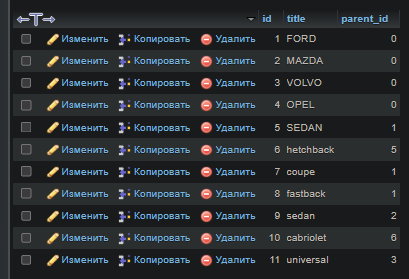 id title parent_id
Изменить Копировать Удалить 1 FORD 0
Изменить Копировать Удалить 2 MAZDA 0
Изменить Копировать Удалить 3 VOLVO 0
Изменить Копировать Удалить 4 OPEL 0
Изменить Копировать Удалить 5 SEDAN 1
Изменить Копировать Удалить 6 hetchback 5
Изменить Копировать Удалить 7 coupe 1
Изменить Копировать Удалить 8 fastback 1
Изменить Копировать Удалить 9 sedan 2
Изменить Копировать Удалить 10 cabriolet 6
Изменить Копировать Удалить 11 universal 3